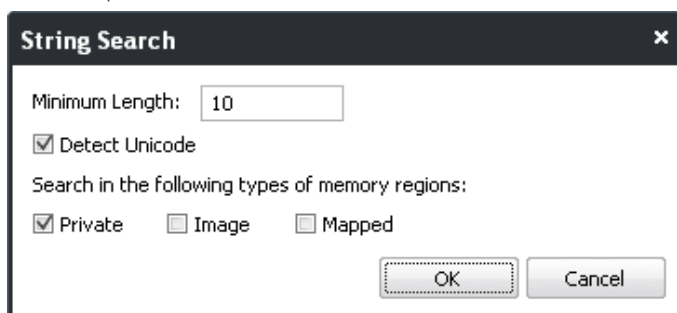 String Search ×
Minimum Length: 10
Detect Unicode
Search in the following types of memory regions:
Private Image Mapped
OK Cancel